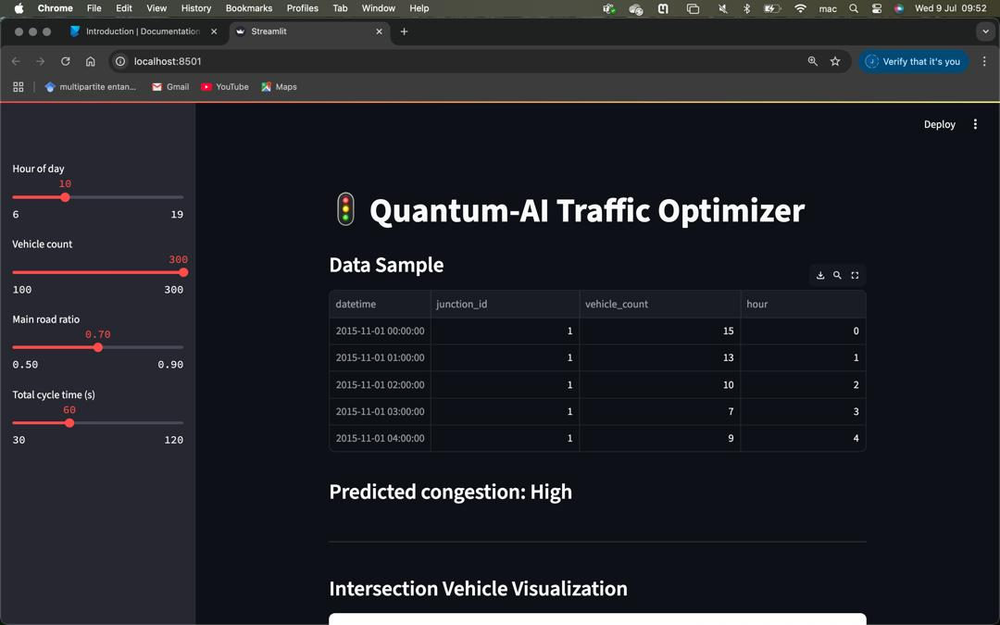 Chrome File Edit View History Bookmarks Profiles Tab Window Help mac Wed 9 Jul 09:52
Introduction | Documentation Streamlit
localhost:8501 Verify that it's you
multipartite entan... Gmail YouTube Maps
Deploy
Hour of day
10
6 19
Vehicle count
300
100 300
Main road ratio
0.70
0.50 0.90
Total cycle time (s)
60
30 120
Quantum-AI Traffic Optimizer
Data Sample
datetime junction_id vehicle_count hour
2015-11-01 00:00:00 1 15 0
2015-11-01 01:00:00 1 13 1
2015-11-01 02:00:00 1 10 2
2015-11-01 03:00:00 1 7 3
2015-11-01 04:00:00 1 9 4
Predicted congestion: High
Intersection Vehicle Visualization